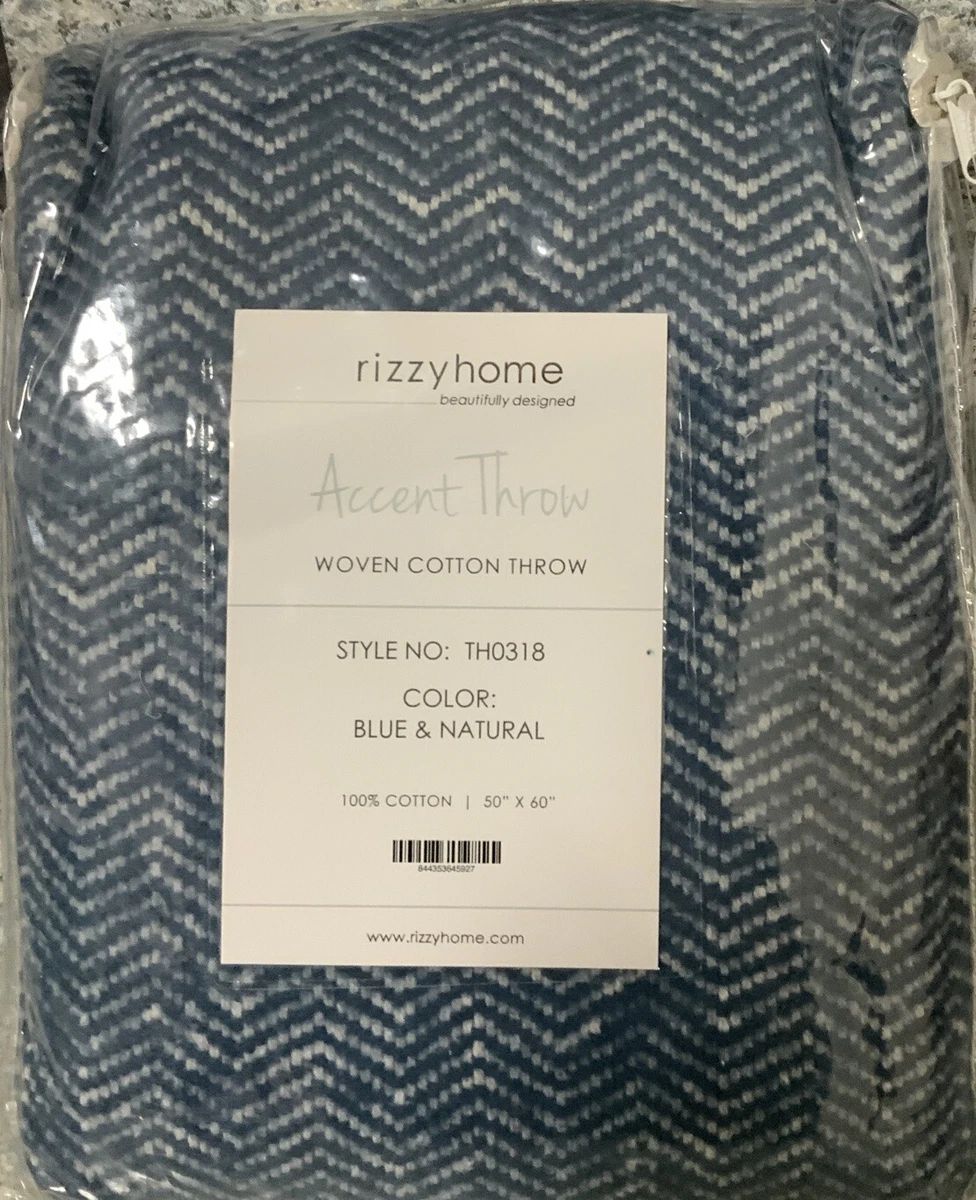 rizzyhome
beautifully designed
Accent Throw
WOVEN COTTON THROW
STYLE NO: TH0318
COLOR:
BLUE & NATURAL
100% COTTON | 50" X 60"
844353645927
www.rizzyhome.com